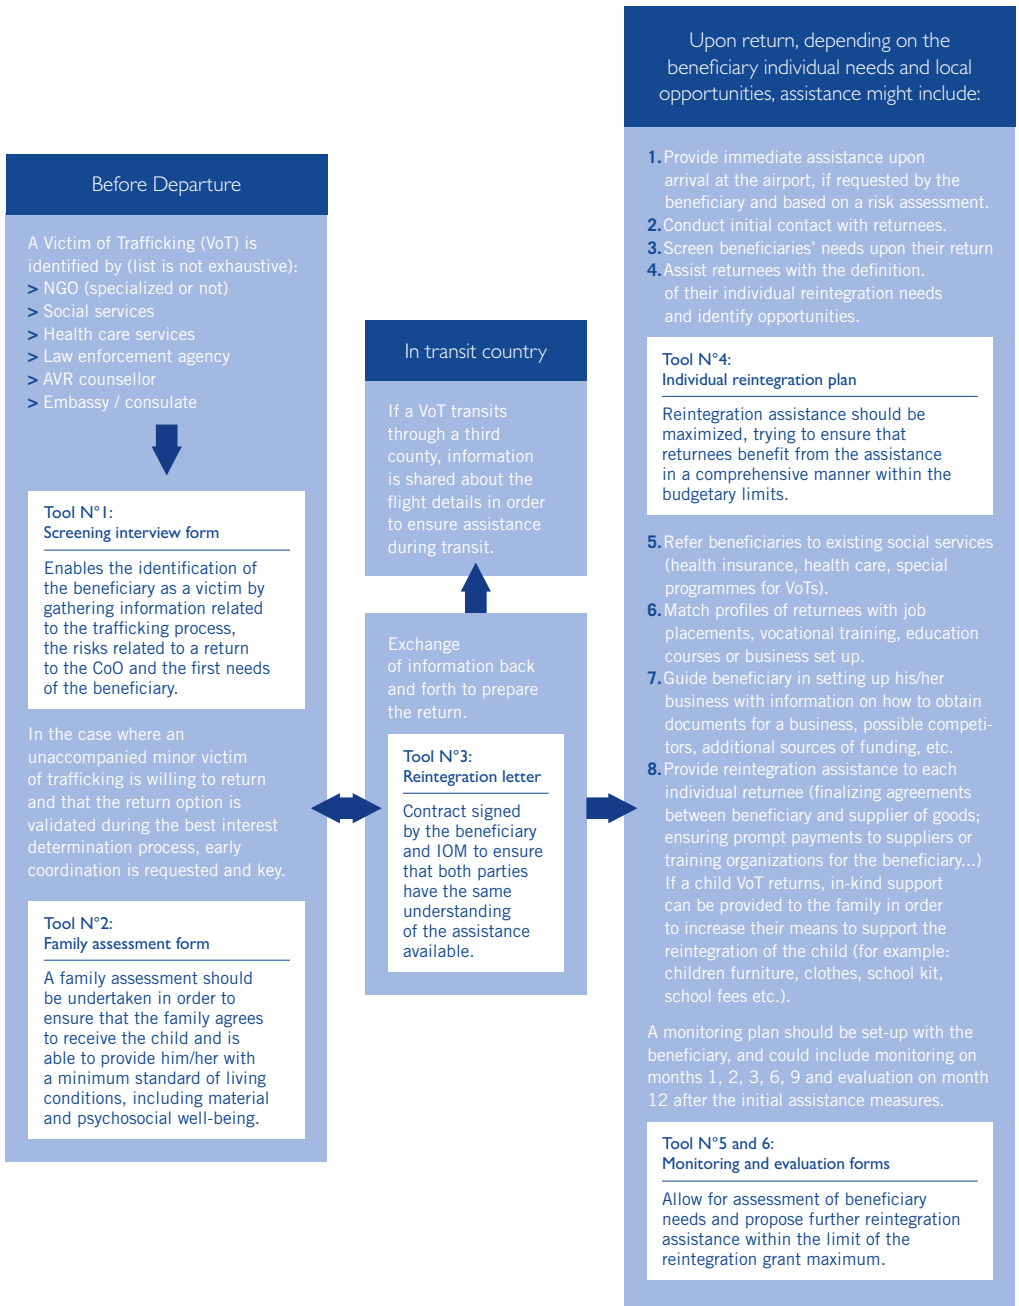 Before Departure
A Victim of Trafficking (VoT) is
identified by (list is not exhaustive):
> NGO (specialized or not)
> Social services
> Health care services
> Law enforcement agency
> AVR counsellor
> Embassy / consulate
Tool N°1:
Screening interview form
Enables the identification of
the beneficiary as a victim by
gathering information related
to the trafficking process,
the risks related to a return
to the CoO and the first needs
of the beneficiary.
In the case where an
unaccompanied minor victim
of trafficking is willing to return
and that the return option is
validated during the best interest
determination process, early
coordination is requested and key.
Tool N°2:
Family assessment form
A family assessment should
be undertaken in order to
ensure that the family agrees
to receive the child and is
able to provide him/her with
a minimum standard of living
conditions, including material
and psychosocial well-being.
In transit country
If a VoT transits
through a third
county, information
is shared about the
flight details in order
to ensure assistance
during transit.
Exchange
of information back
and forth to prepare
the return.
Tool N°3:
Reintegration letter
Contract signed
by the beneficiary
and IOM to ensure
that both parties
have the same
understanding
of the assistance
available.
Upon return, depending on the
beneficiary individual needs and local
opportunities, assistance might include:
1. Provide immediate assistance upon
arrival at the airport, if requested by the
beneficiary and based on a risk assessment.
2. Conduct initial contact with returnees.
3. Screen beneficiaries’ needs upon their return
4. Assist returnees with the definition.
of their individual reintegration needs
and identify opportunities.
Tool N°4:
Individual reintegration plan
Reintegration assistance should be
maximized, trying to ensure that
returnees benefit from the assistance
in a comprehensive manner within the
budgetary limits.
5. Refer beneficiaries to existing social services
(health insurance, health care, special
programmes for VoTs).
6. Match profiles of returnees with job
placements, vocational training, education
courses or business set up.
7. Guide beneficiary in setting up his/her
business with information on how to obtain
documents for a business, possible competi-
tors, additional sources of funding, etc.
8. Provide reintegration assistance to each
individual returnee (finalizing agreements
between beneficiary and supplier of goods;
ensuring prompt payments to suppliers or
training organizations for the beneficiary...)
If a child VoT returns, in-kind support
can be provided to the family in order
to increase their means to support the
reintegration of the child (for example:
children furniture, clothes, school kit,
school fees etc.).
A monitoring plan should be set-up with the
beneficiary, and could include monitoring on
months 1, 2, 3, 6, 9 and evaluation on month
12 after the initial assistance measures.
Tool N°5 and 6:
Monitoring and evaluation forms
Allow for assessment of beneficiary
needs and propose further reintegration
assistance within the limit of the
reintegration grant maximum.